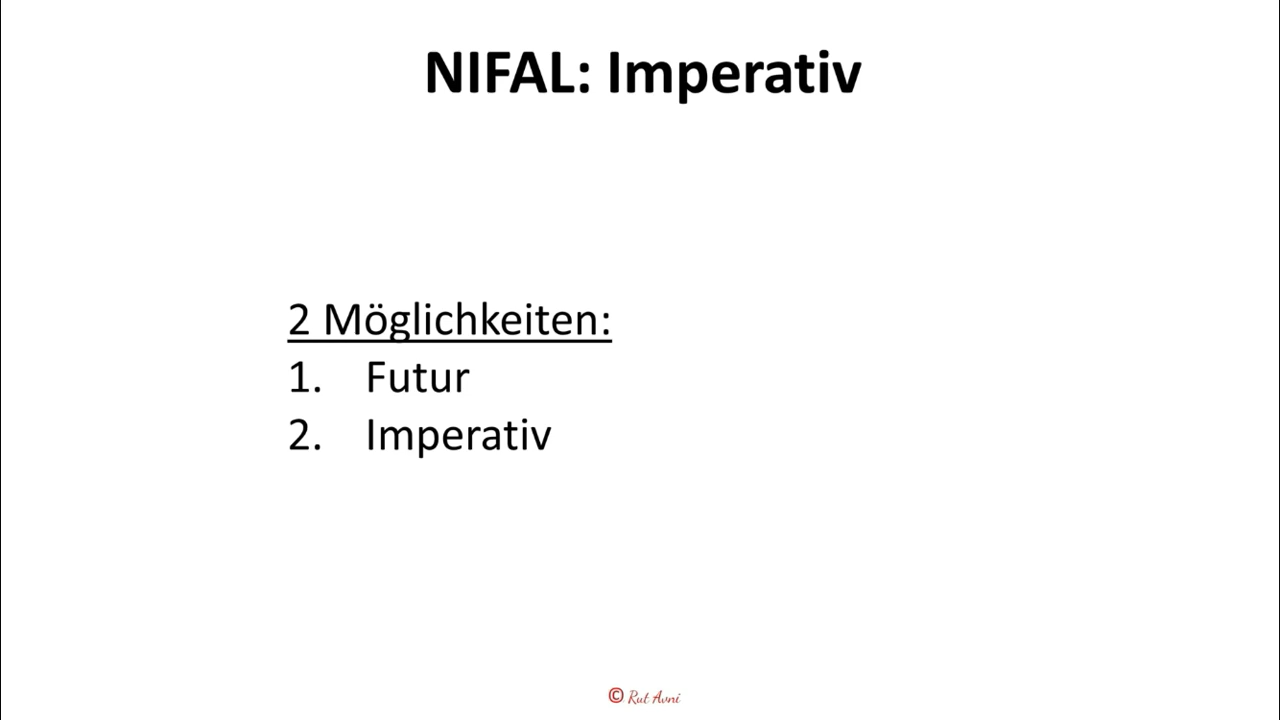 NIFAL: Imperativ
2 Möglichkeiten:
1. Futur
2. Imperativ
© Rut Avni